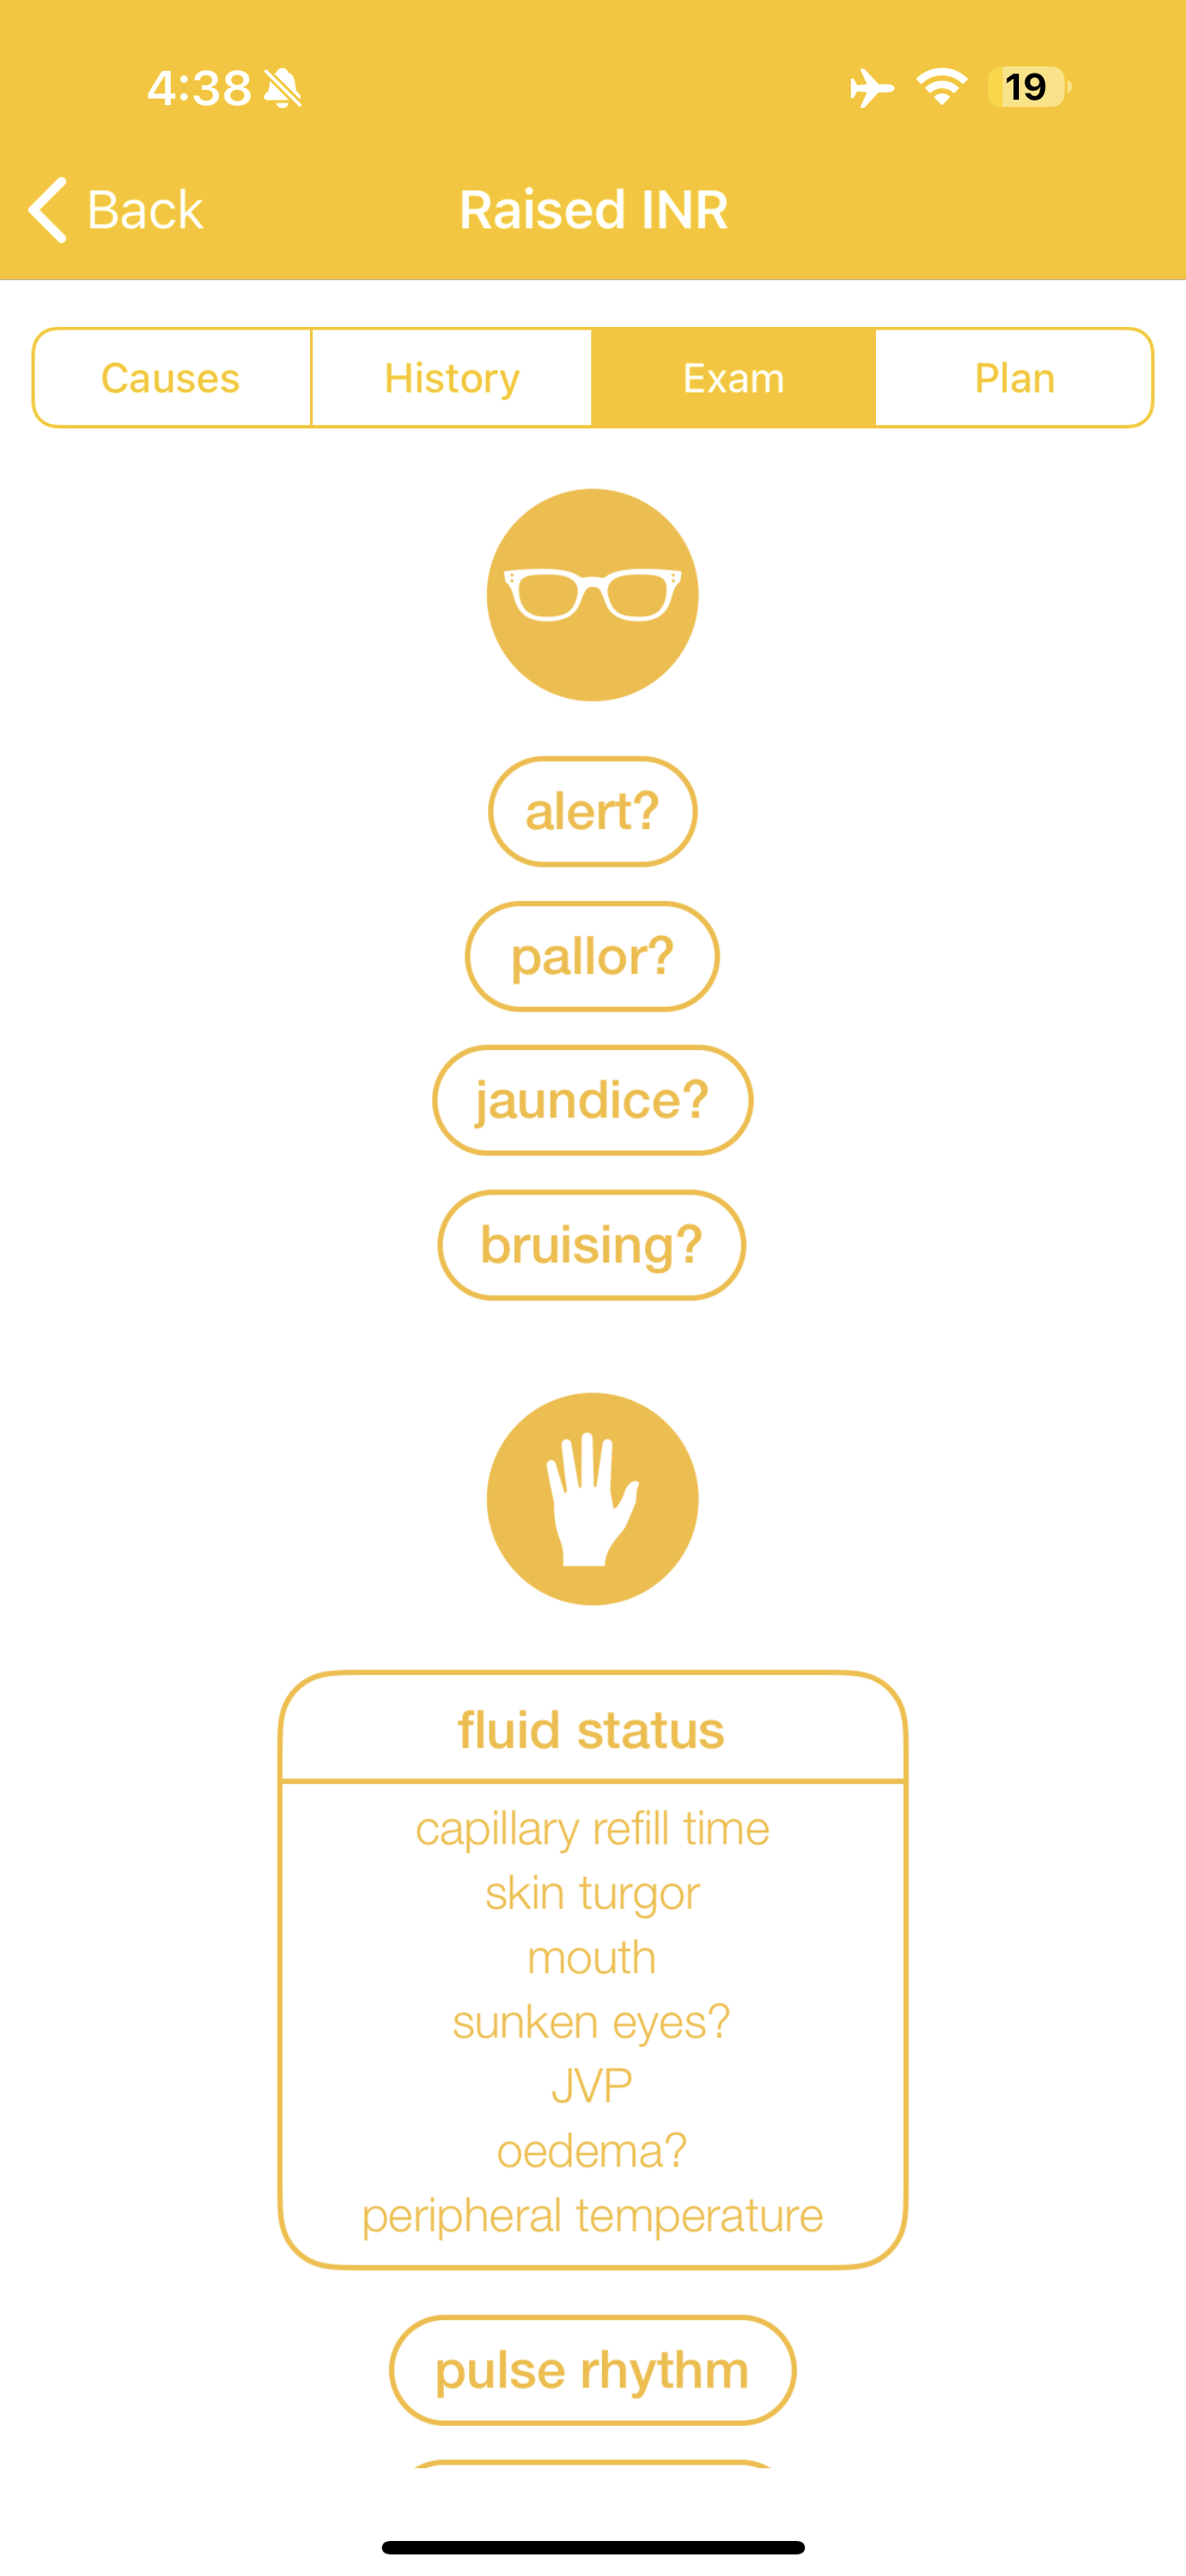 4:38
19
Back
Raised INR
Causes
History
Exam
Plan
alert?
pallor?
jaundice?
bruising?
fluid status
capillary refill time
skin turgor
mouth
sunken eyes?
JVP
oedema?
peripheral temperature
pulse rhythm